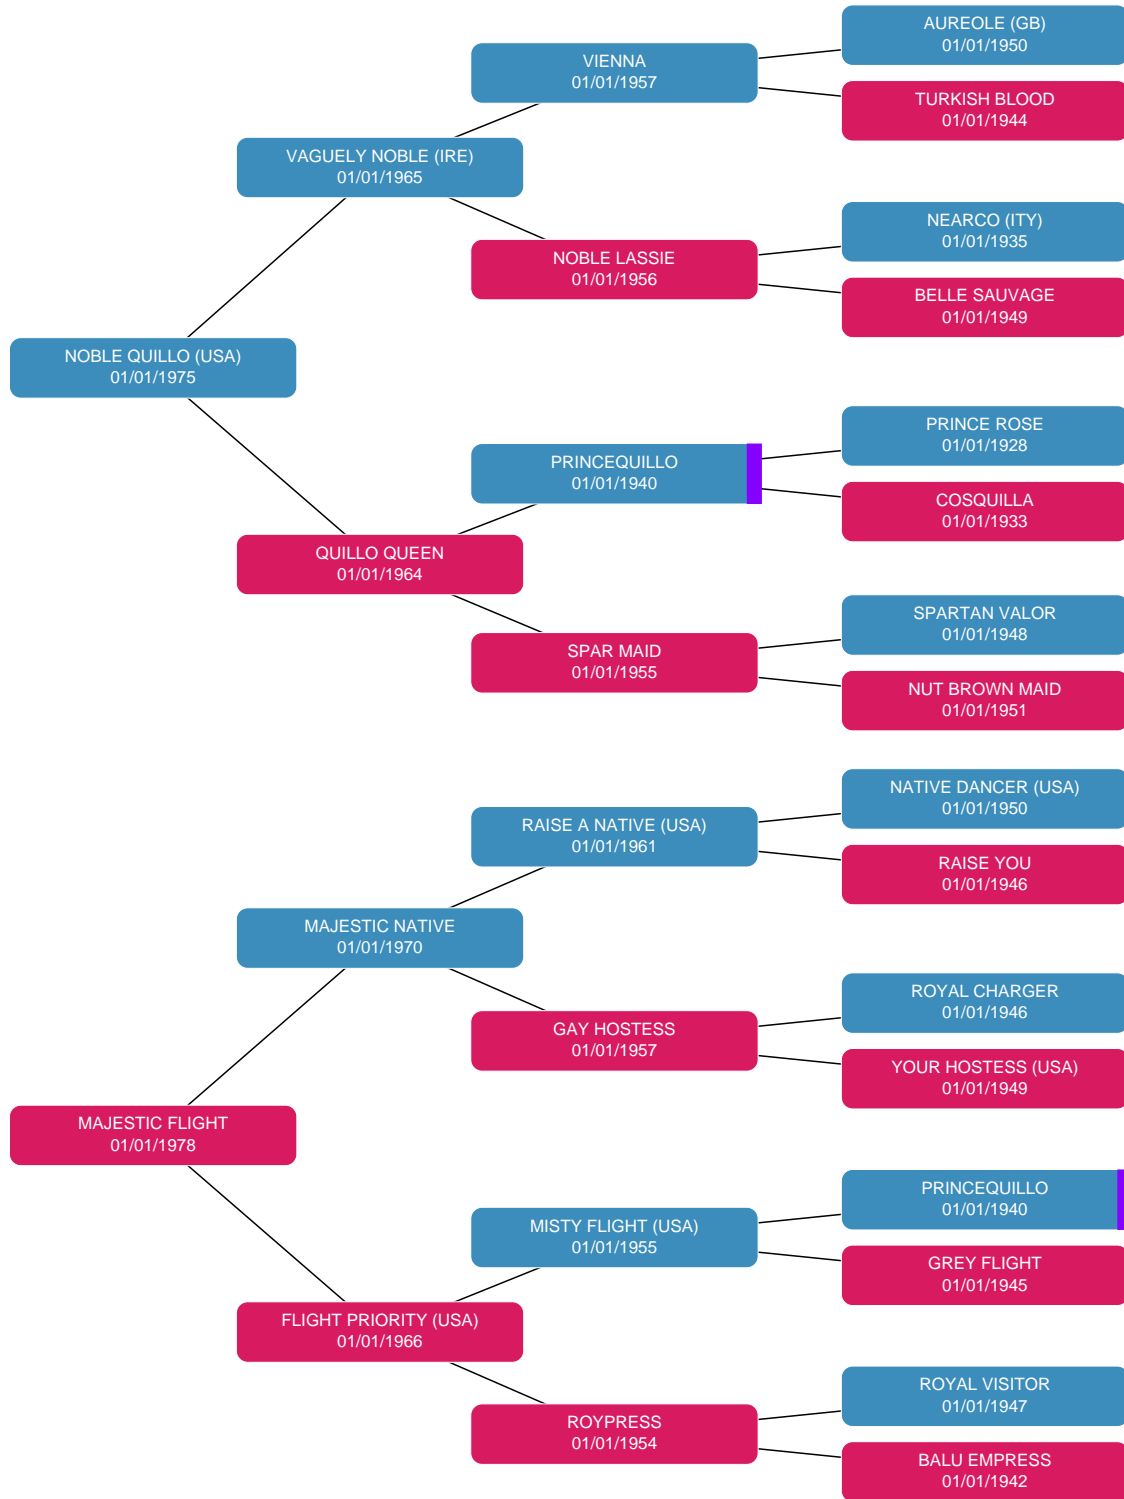 AUREOLE (GB)
01/01/1950
VIENNA
01/01/1957
TURKISH BLOOD
01/01/1944
VAGUELY NOBLE (IRE)
01/01/1965
NEARCO (ITY)
01/01/1935
NOBLE LASSIE
01/01/1956
BELLE SAUVAGE
01/01/1949
NOBLE QUILLO (USA)
01/01/1975
PRINCE ROSE
01/01/1928
PRINCEQUILLO
01/01/1940
COSQUILLA
01/01/1933
QUILLO QUEEN
01/01/1964
SPARTAN VALOR
01/01/1948
SPAR MAID
01/01/1955
NUT BROWN MAID
01/01/1951
NATIVE DANCER (USA)
01/01/1950
RAISE A NATIVE (USA)
01/01/1961
RAISE YOU
01/01/1946
MAJESTIC NATIVE
01/01/1970
ROYAL CHARGER
01/01/1946
GAY HOSTESS
01/01/1957
YOUR HOSTESS (USA)
01/01/1949
MAJESTIC FLIGHT
01/01/1978
PRINCEQUILLO
01/01/1940
MISTY FLIGHT (USA)
01/01/1955
GREY FLIGHT
01/01/1945
FLIGHT PRIORITY (USA)
01/01/1966
ROYAL VISITOR
01/01/1947
ROYPRESS
01/01/1954
BALU EMPRESS
01/01/1942